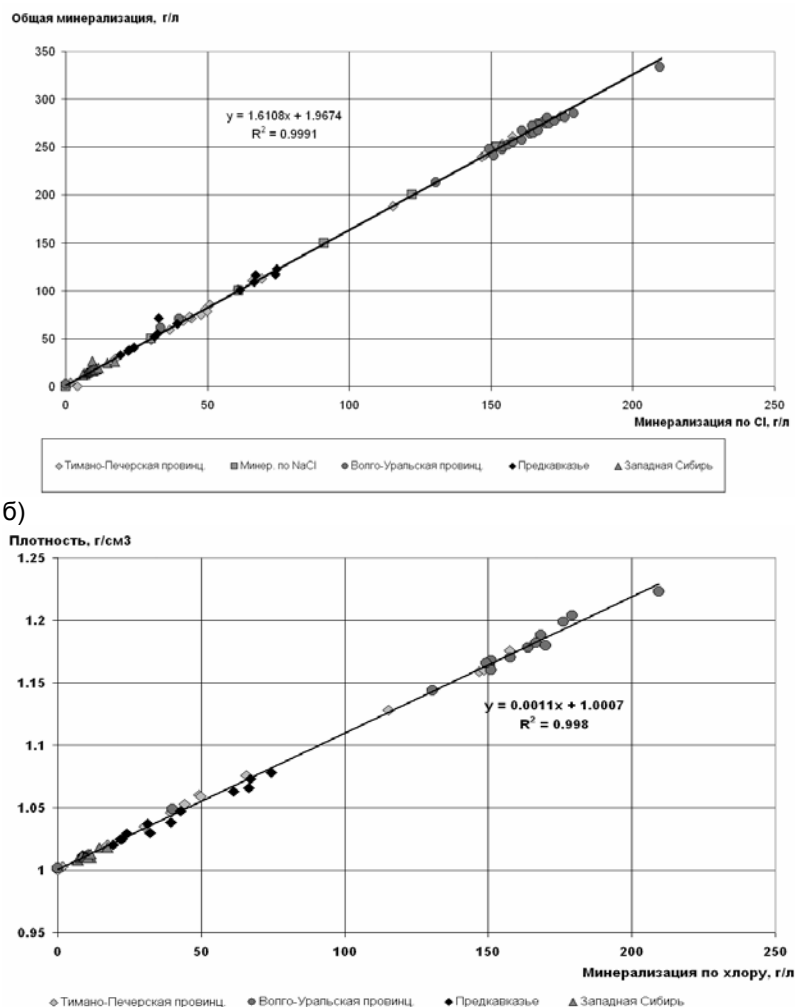 Общая минерализация, г/л
350
300
250
200
150
100
50
0
y = 1.6108x + 1.9674
R² = 0.9991
0 50 100 150 200 250
Минерализация по Cl, г/л
Тимано-Печерская провинц. Минер. по NaCl Волго-Уральская провинц. Предкавказье Западная Сибирь
б)
Плотность, г/см3
1.25
1.2
1.15
1.1
1.05
1
0.95
y = 0.0011x + 1.0007
R² = 0.998
0 50 100 150 200 250
Минерализация по хлору, г/л
Тимано-Печерская провинц. Волго-Уральская провинц. Предкавказье Западная Сибирь